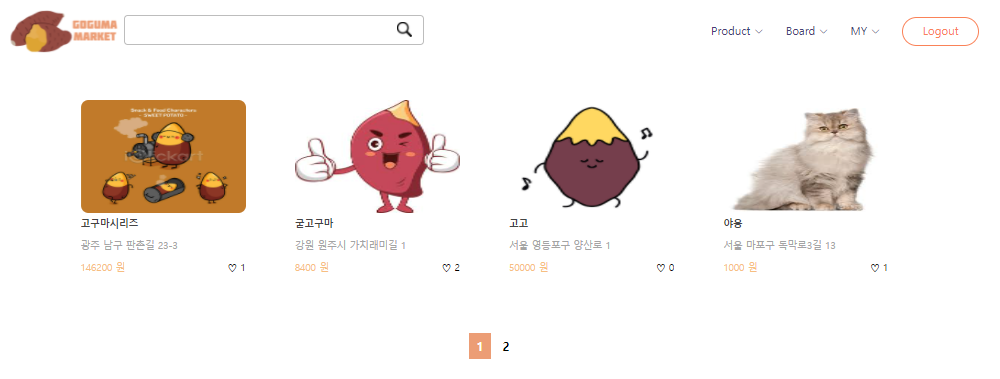 GOGUMA
MARKET
Product
Board
MY
Logout
Snack & Food Characters
- SWEET POTATO -
고구마시리즈
광주 남구 판촌길 23-3
146200 원
♡ 1
굳고구마
강원 원주시 가치래미길 1
8400 원
♡ 2
고고
서울 영등포구 양산로 1
50000 원
♡ 0
야옹
서울 마포구 독막로3길 13
1000 원
♡ 1
1 2